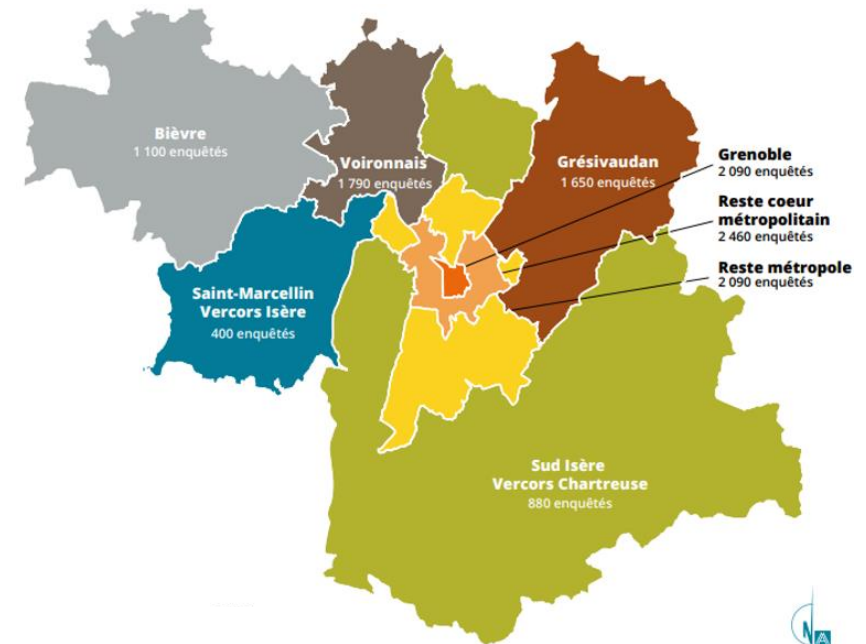 Bièvre
1 100 enquêtés
Voironnais
1 790 enquêtés
Grésivaudan
1 650 enquêtés
Grenoble
2 090 enquêtés
Reste coeur
métropolitain
2 460 enquêtés
Reste métropole
2 090 enquêtés
Saint-Marcellin
Vercors Isère
400 enquêtés
Sud Isère
Vercors Chartreuse
880 enquêtés
N